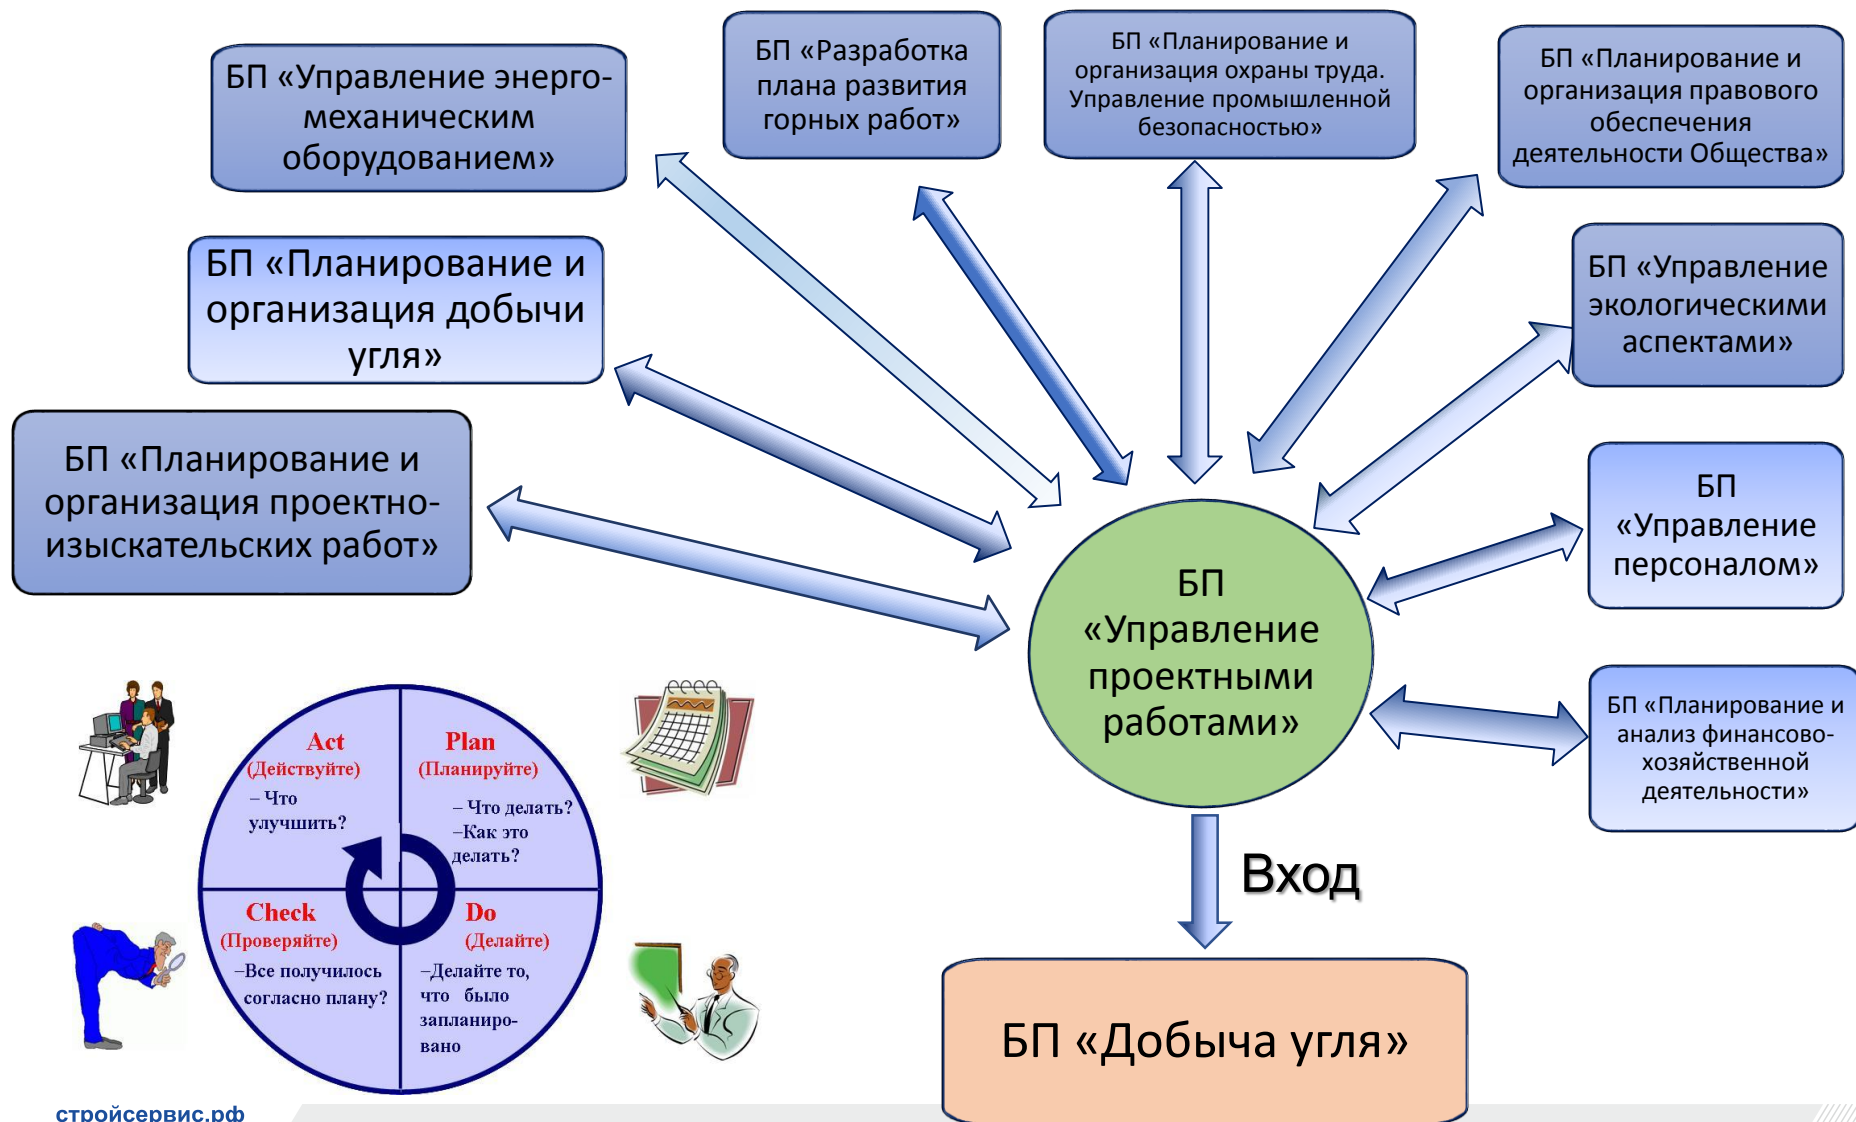 БП «Управление энерго-
механическим
оборудованием»
БП «Разработка
плана развития
горных работ»
БП «Планирование и
организация охраны труда.
Управление промышленной
безопасностью»
БП «Планирование и
организация правового
обеспечения
деятельности Общества»
БП «Планирование и
организация добычи
угля»
БП «Управление
экологическими
аспектами»
БП «Планирование и
организация проектно-
изыскательских работ»
БП
«Управление
персоналом»
БП
«Управление
проектными
работами»
БП «Планирование и
анализ финансово-
хозяйственной
деятельности»
Act
(Действуйте)
– Что
улучшить?
Plan
(Планируйте)
– Что делать?
–Как это
делать?
Check
(Проверяйте)
–Все получилось
согласно плану?
Do
(Делайте)
–Делайте то,
что было
запланиро-
вано
Вход
БП «Добыча угля»
стройсервис.рф